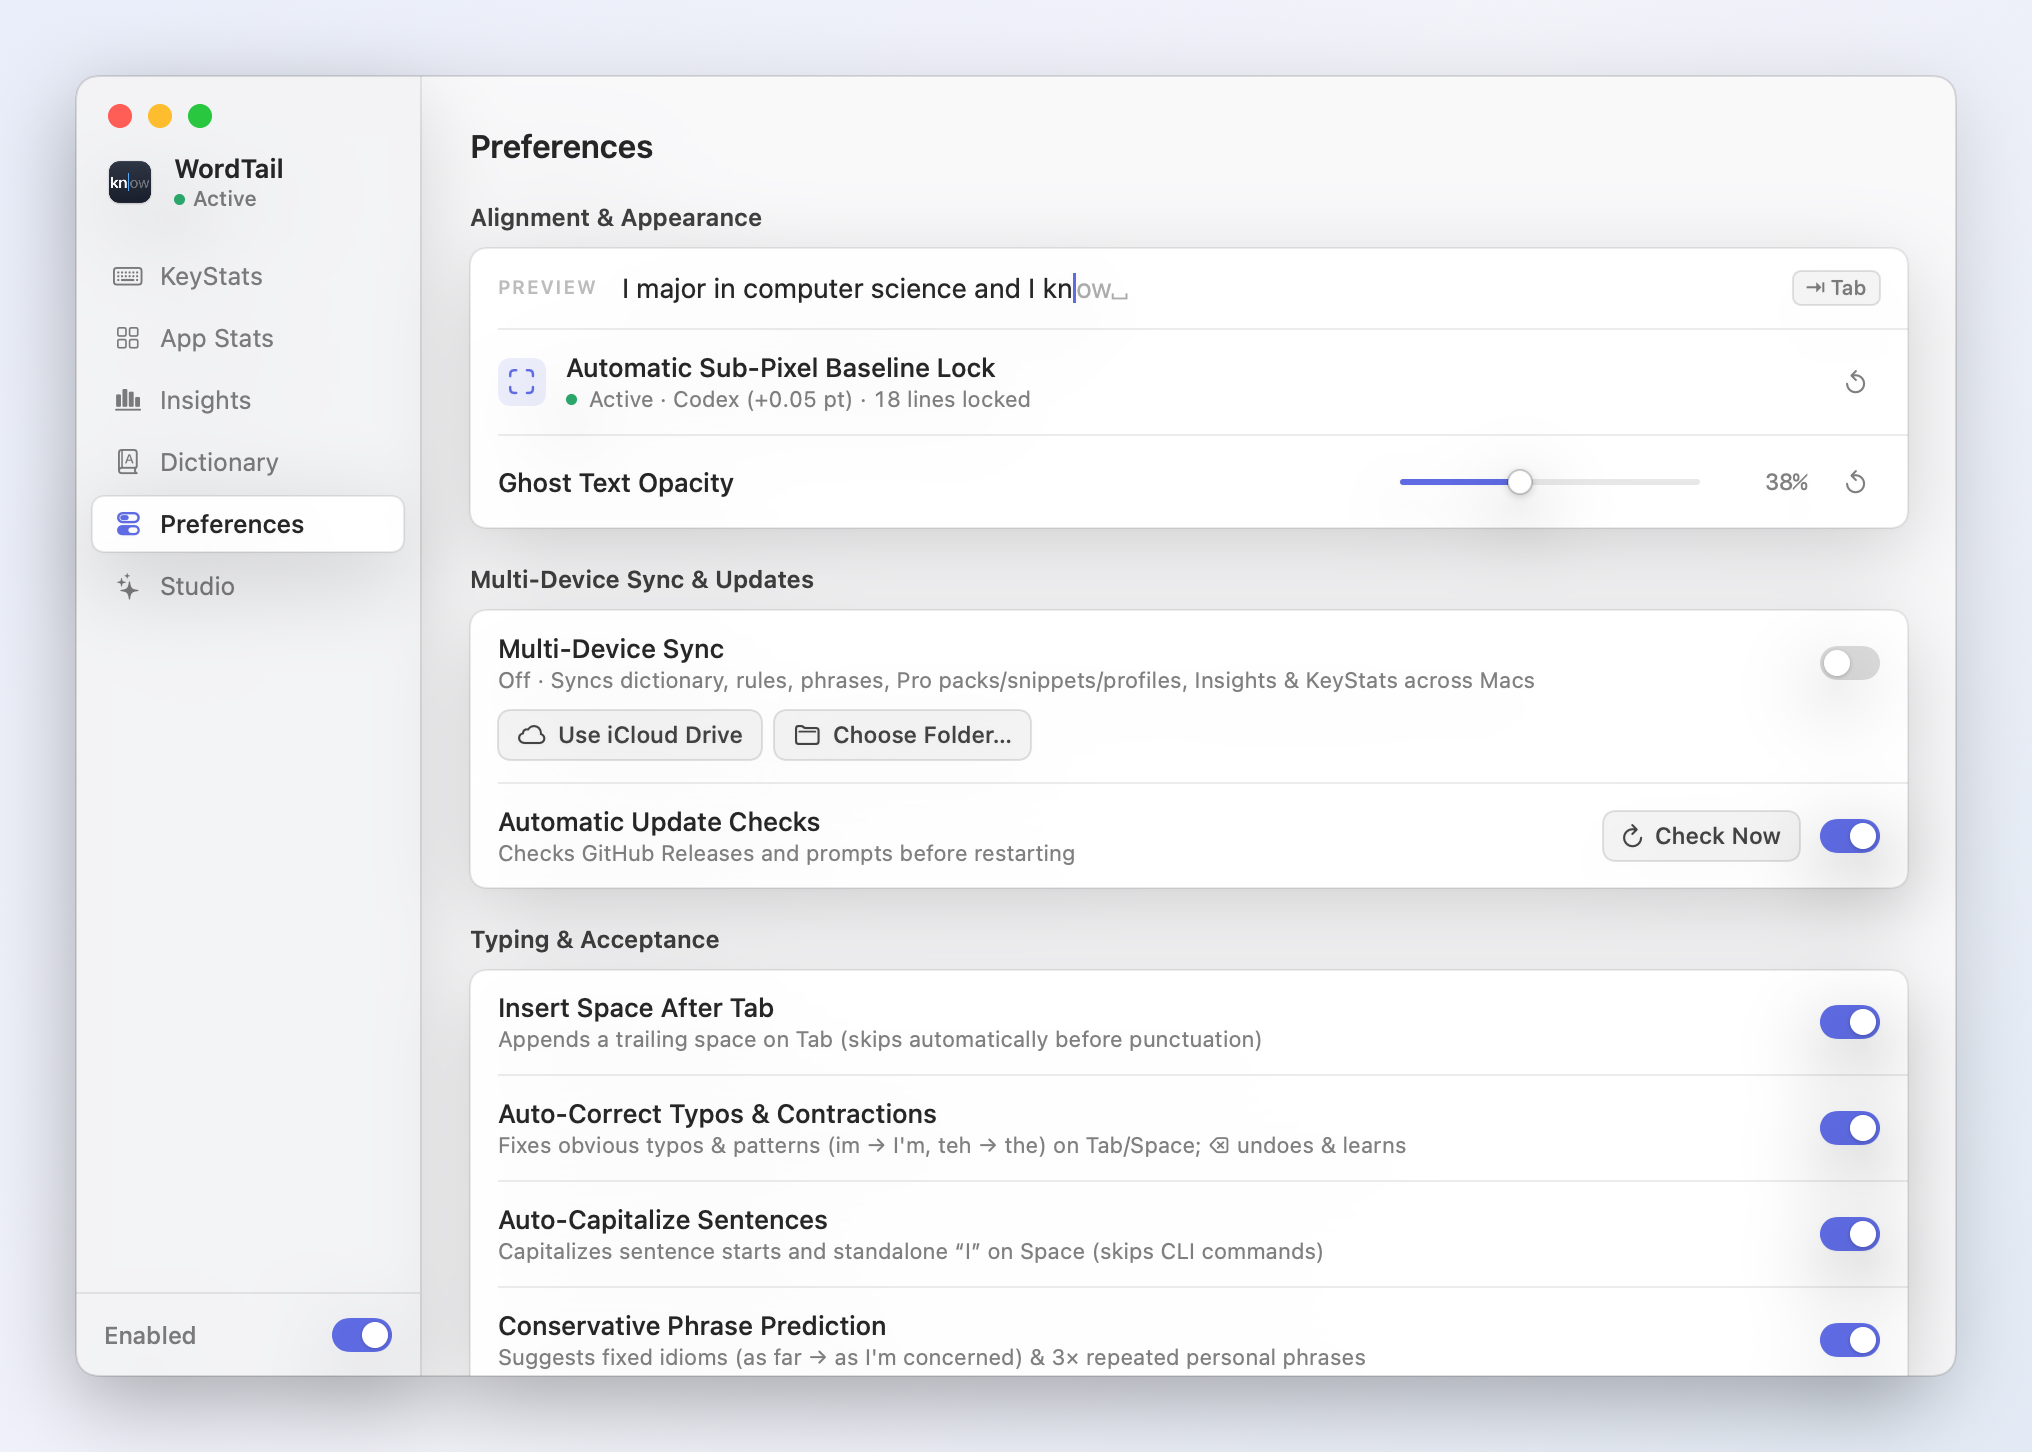 know
WordTail
Active
KeyStats
App Stats
Insights
Dictionary
Preferences
Studio
Enabled
Preferences
Alignment & Appearance
PREVIEW I major in computer science and I know␣
⇥ Tab
Automatic Sub-Pixel Baseline Lock
Active · Codex (+0.05 pt) · 18 lines locked
Ghost Text Opacity
38%
Multi-Device Sync & Updates
Multi-Device Sync
Off · Syncs dictionary, rules, phrases, Pro packs/snippets/profiles, Insights & KeyStats across Macs
Use iCloud Drive
Choose Folder...
Automatic Update Checks
Checks GitHub Releases and prompts before restarting
Check Now
Typing & Acceptance
Insert Space After Tab
Appends a trailing space on Tab (skips automatically before punctuation)
Auto-Correct Typos & Contractions
Fixes obvious typos & patterns (im → I'm, teh → the) on Tab/Space; ⌫ undoes & learns
Auto-Capitalize Sentences
Capitalizes sentence starts and standalone “I” on Space (skips CLI commands)
Conservative Phrase Prediction
Suggests fixed idioms (as far → as I'm concerned) & 3× repeated personal phrases